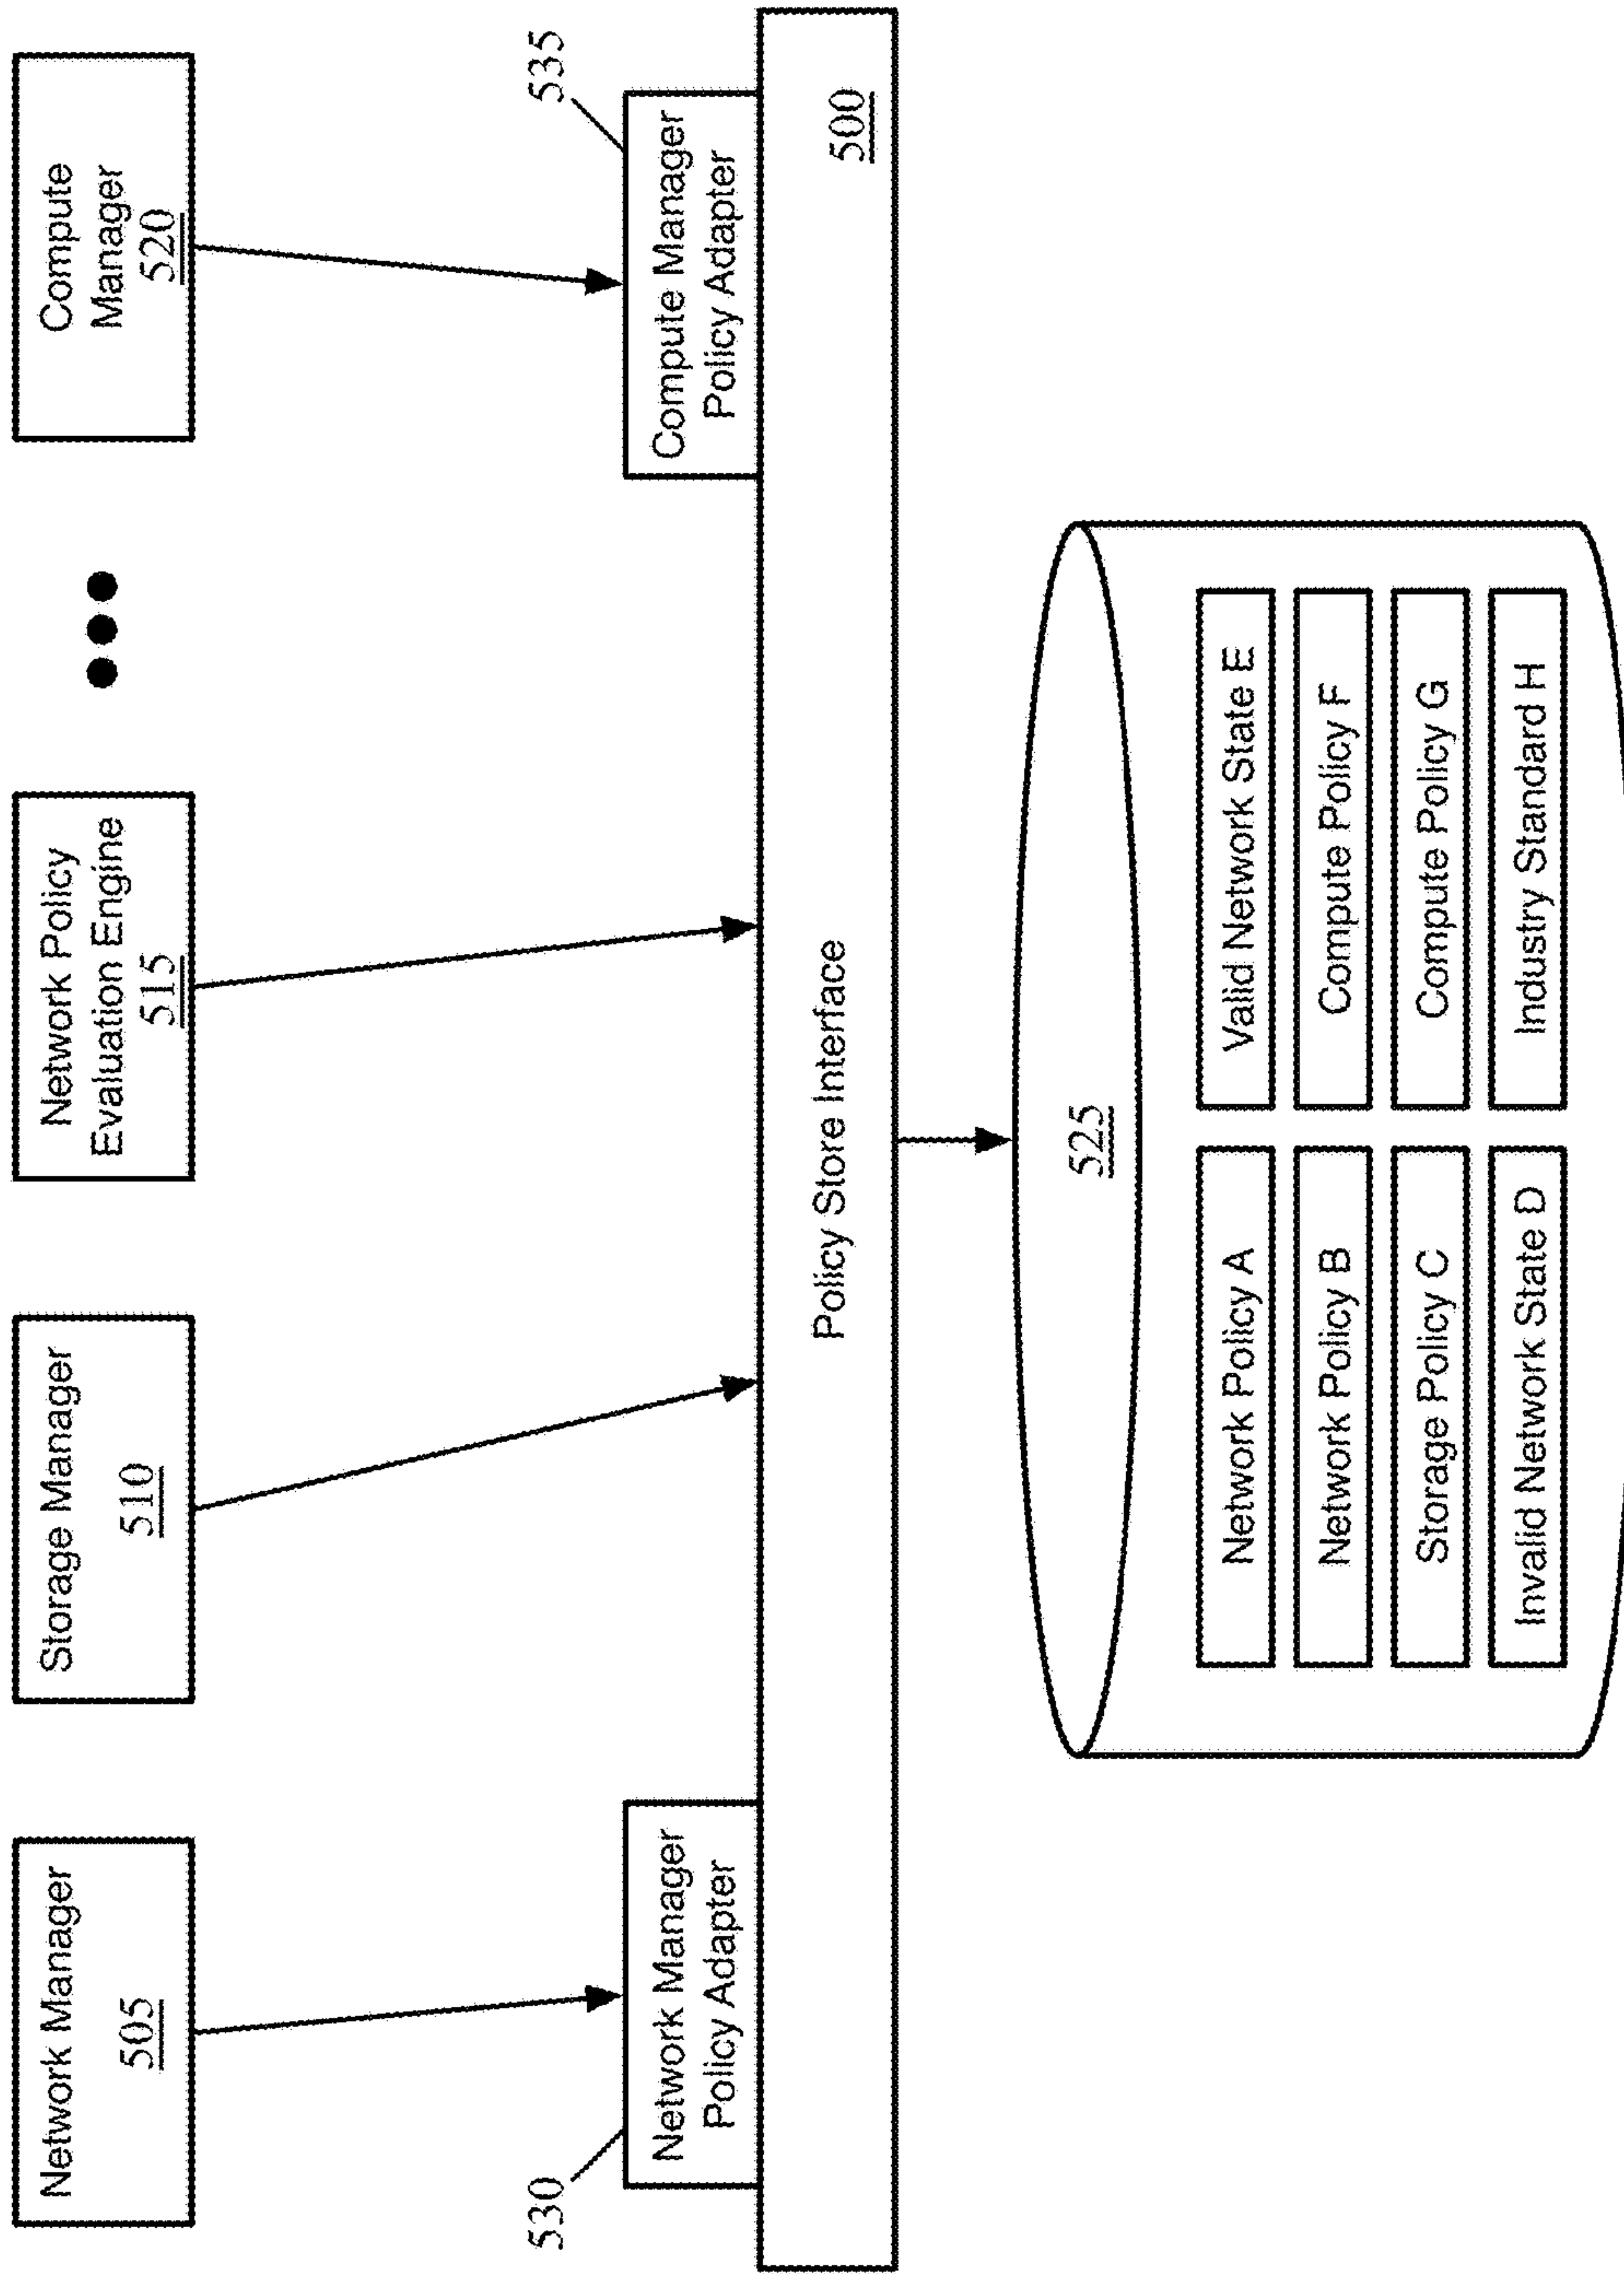 Network Manager
505
Storage Manager
510
Network Policy
Evaluation Engine
515
Compute
Manager
520
530
Network Manager
Policy Adapter
535
Compute Manager
Policy Adapter
Policy Store Interface
500
525
Network Policy A
Valid Network State E
Network Policy B
Compute Policy F
Storage Policy C
Compute Policy G
Invalid Network State D
Industry Standard H